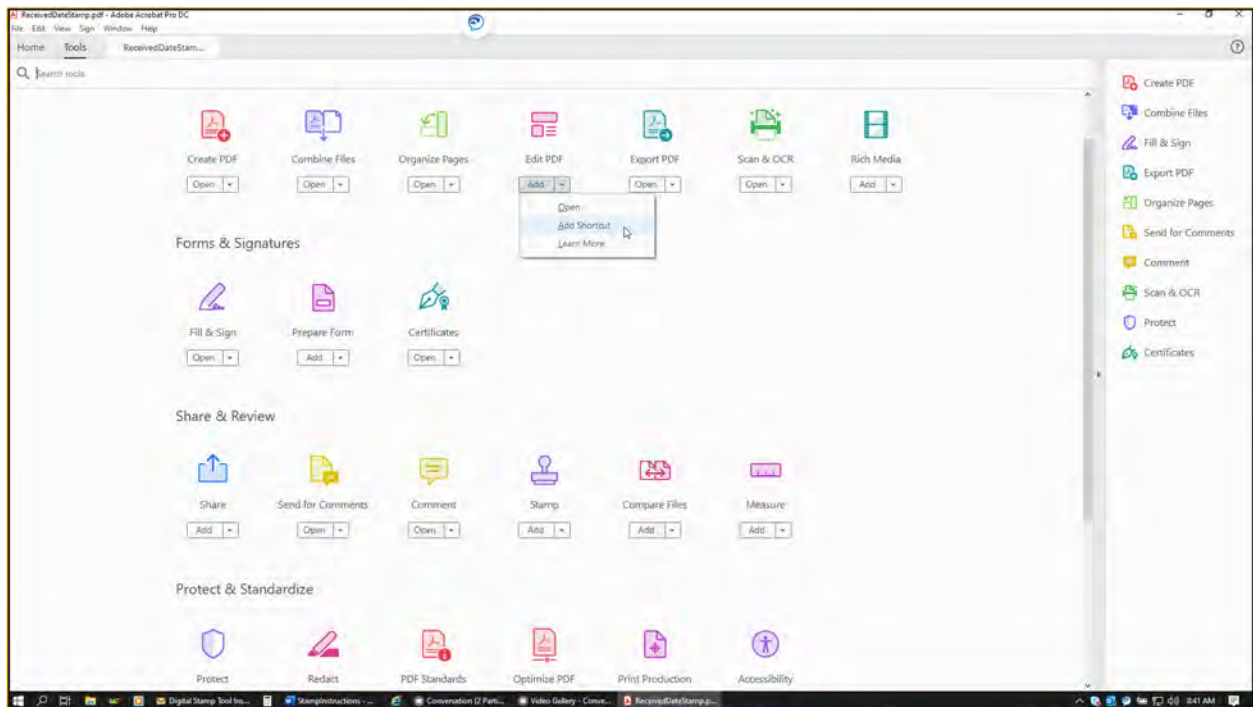 ReceivedDateStamp.pdf - Adobe Acrobat Pro DC
File Edit View Sign Window Help
Home Tools ReceivedDateStam...
Search tools
Create PDF Combine Files Organize Pages Edit PDF Export PDF Scan & OCR Rich Media
Open Open Open Add Open Open Add
Open
Add Shortcut
Learn More
Forms & Signatures
Fill & Sign Prepare Form Certificates
Open Add Open
Share & Review
Share Send for Comments Comment Stamp Compare Files Measure
Add Open Open Add Add Add
Protect & Standardize
Protect Redact PDF Standards Optimize PDF Print Production Accessibility
Create PDF
Combine Files
Fill & Sign
Export PDF
Organize Pages
Send for Comments
Comment
Scan & OCR
Protect
Certificates
Digital Stamp Tool Ins... StampInstructions - ... Conversation (2 Parti... Video Gallery - Conve... ReceivedDateStamp.p... 8:41 AM